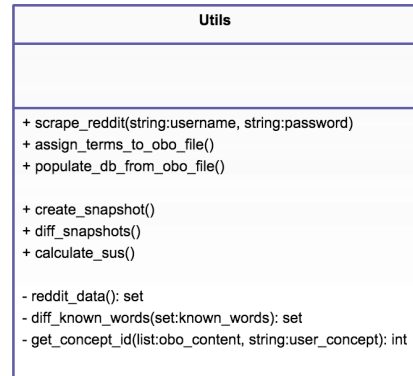 Utils
+ scrape_reddit(string:username, string:password)
+ assign_terms_to_obo_file()
+ populate_db_from_obo_file()
+ create_snapshot()
+ diff_snapshots()
+ calculate_sus()
- reddit_data(): set
- diff_known_words(set:known_words): set
- get_concept_id(list:obo_content, string:user_concept): int